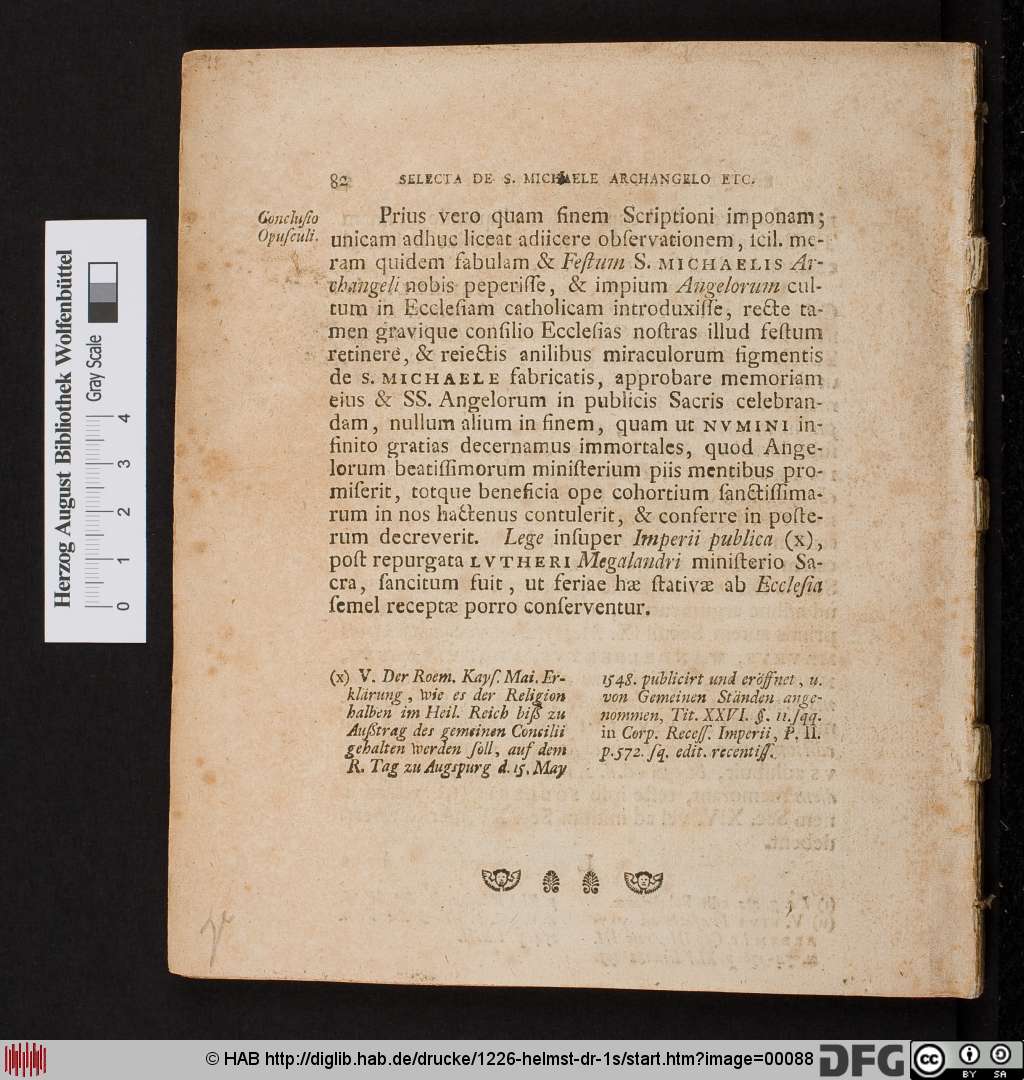 82 SELECTA DE S. MICHAELE ARCHANGELO ETC.
Conclusio
Opusculi.
Prius vero quam finem Scriptioni imponam;
unicam adhuc liceat adiicere observationem, scil. me-
ram quidem fabulam & Festum S. MICHAELIS Ar-
changeli nobis peperisse, & impium Angelorum cul-
tum in Ecclesiam catholicam introduxisse, recte ta-
men gravique consilio Ecclesias nostras illud festum
retinere, & reiectis anilibus miraculorum figmentis
de S. MICHAELE fabricatis, approbare memoriam
eius & SS. Angelorum in publicis Sacris celebran-
dam, nullum alium in finem, quam ut NVMINI in-
finito gratias decernamus immortales, quod Ange-
lorum beatissimorum ministerium piis mentibus pro-
miserit, totque beneficia ope cohortium sanctissima-
rum in nos hactenus contulerit, & conferre in poste-
rum decreverit. Lege insuper Imperii publica (x),
post repurgata LVTHERI Megalandri ministerio Sa-
cra, sancitum fuit, ut feriae hæ stativæ ab Ecclesia
semel receptæ porro conserventur.
(x) V. Der Roem. Kays. Mai. Er-
klärung, wie es der Religion
halben im Heil. Reich biß zu
Außtrag des gemeinen Concilii
gehalten werden soll, auf dem
R. Tag zu Augspurg d. 15. May
1548. publicirt und eröffnet, u.
von Gemeinen Ständen ange-
nommen, Tit. XXVI. §. 11. sqq.
in Corp. Recess. Imperii, P. II.
p. 572. sq. edit. recentiss.
Herzog August Bibliothek Wolfenbüttel
Gray Scale
0 1 2 3 4
© HAB http://diglib.hab.de/drucke/1226-helmst-dr-1s/start.htm?image=00088
DFG
cc BY SA